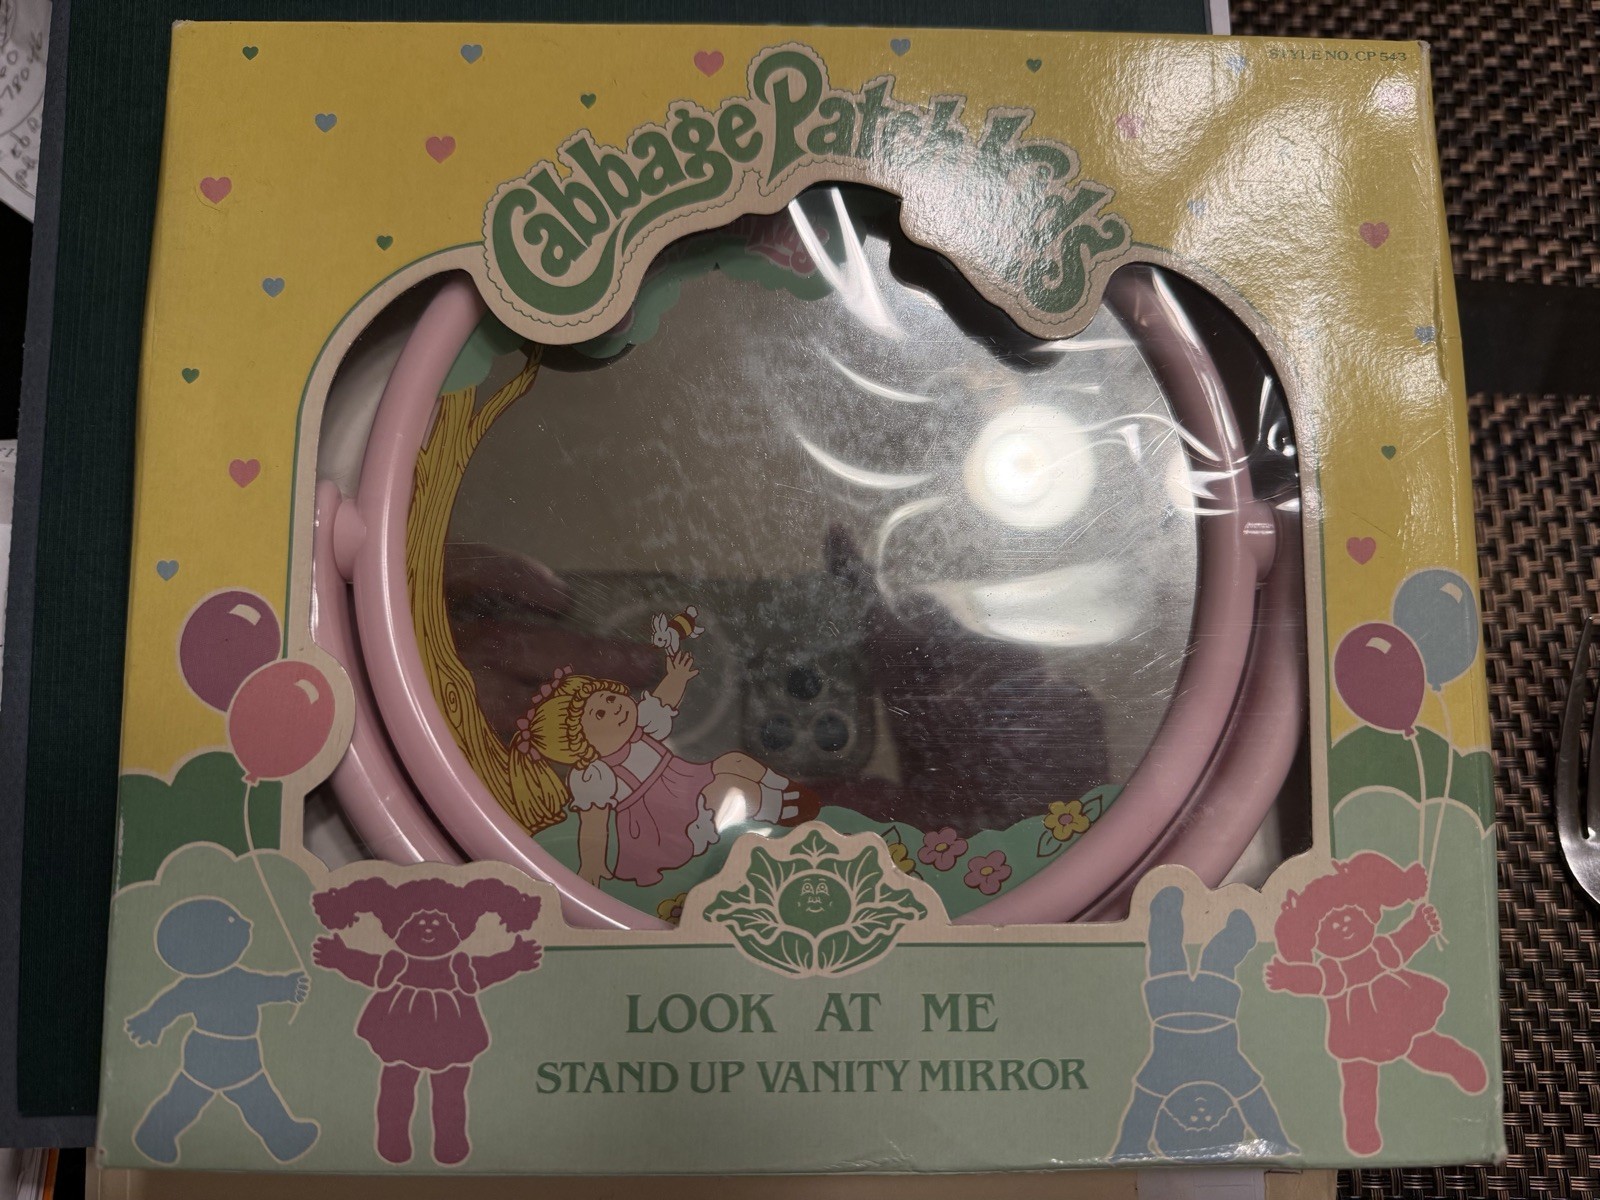 STYLE NO. CP 543
Cabbage Patch Kids
LOOK AT ME
STAND UP VANITY MIRROR